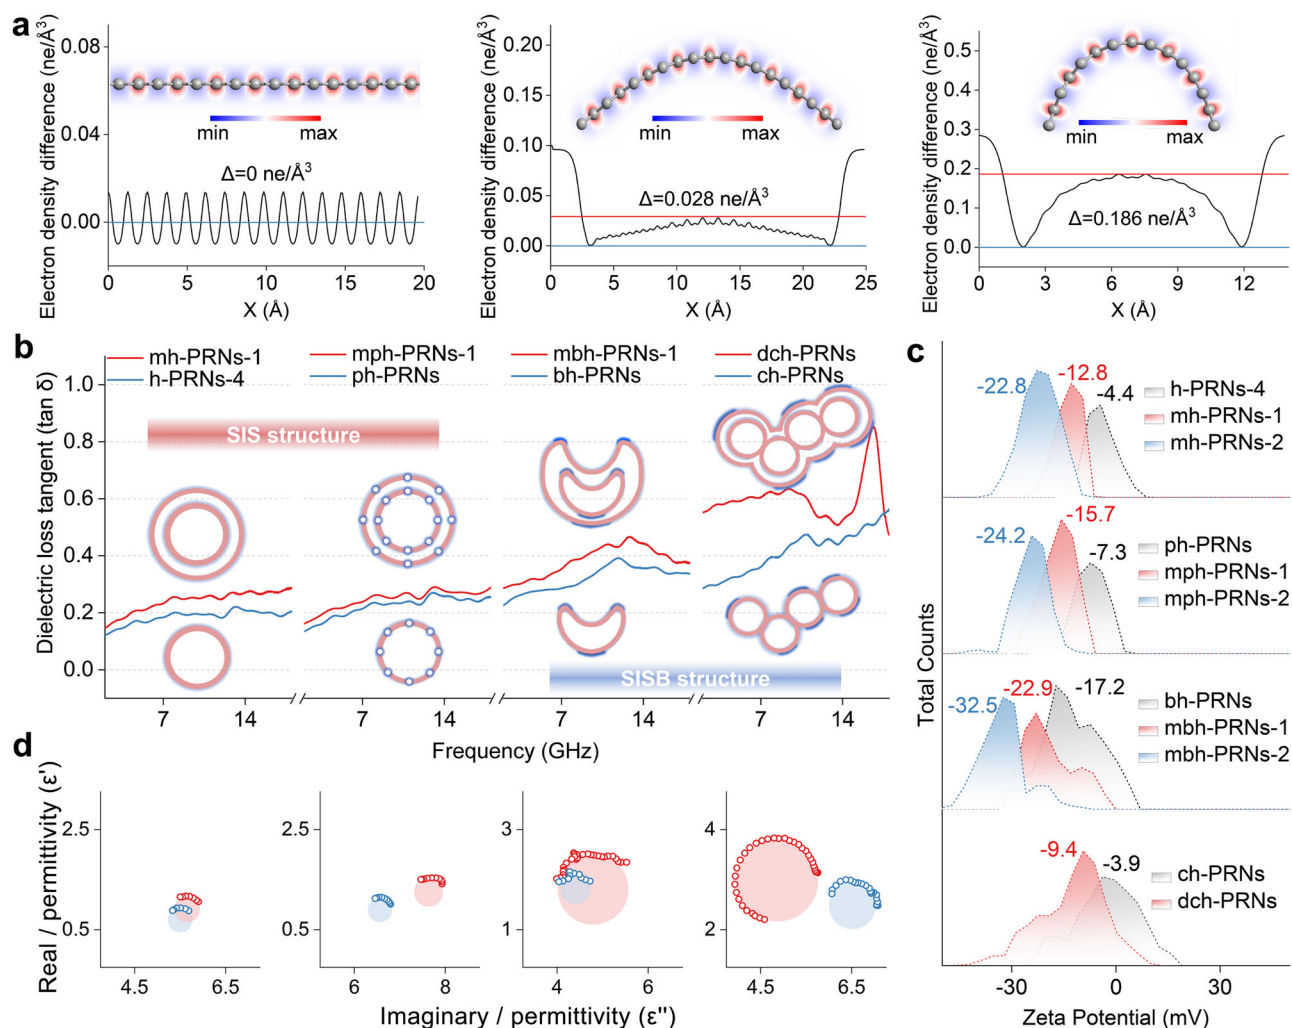 a
Electron density difference (ne/Å³)
0.08
0.04
0.00
min
max
Δ=0 ne/Å³
0
5
10
15
20
X (Å)
Electron density difference (ne/Å³)
0.20
0.15
0.10
0.05
0.00
min
max
Δ=0.028 ne/Å³
0
5
10
15
20
25
X (Å)
Electron density difference (ne/Å³)
0.5
0.4
0.3
0.2
0.1
0.0
min
max
Δ=0.186 ne/Å³
0
3
6
9
12
X (Å)
b
Dielectric loss tangent (tan δ)
1.0
0.8
0.6
0.4
0.2
0.0
mh-PRNs-1
h-PRNs-4
mph-PRNs-1
ph-PRNs
mbh-PRNs-1
bh-PRNs
dch-PRNs
ch-PRNs
SIS structure
SISB structure
7
14
7
14
7
14
7
14
Frequency (GHz)
c
Total Counts
-22.8
-12.8
-4.4
h-PRNs-4
mh-PRNs-1
mh-PRNs-2
-24.2
-15.7
-7.3
ph-PRNs
mph-PRNs-1
mph-PRNs-2
-32.5
-22.9
-17.2
bh-PRNs
mbh-PRNs-1
mbh-PRNs-2
-9.4
-3.9
ch-PRNs
dch-PRNs
-30
0
30
Zeta Potential (mV)
d
Real / permittivity (ε')
2.5
0.5
4.5
6.5
2.5
0.5
6
8
3
1
4
6
4
2
4.5
6.5
Imaginary / permittivity (ε'')